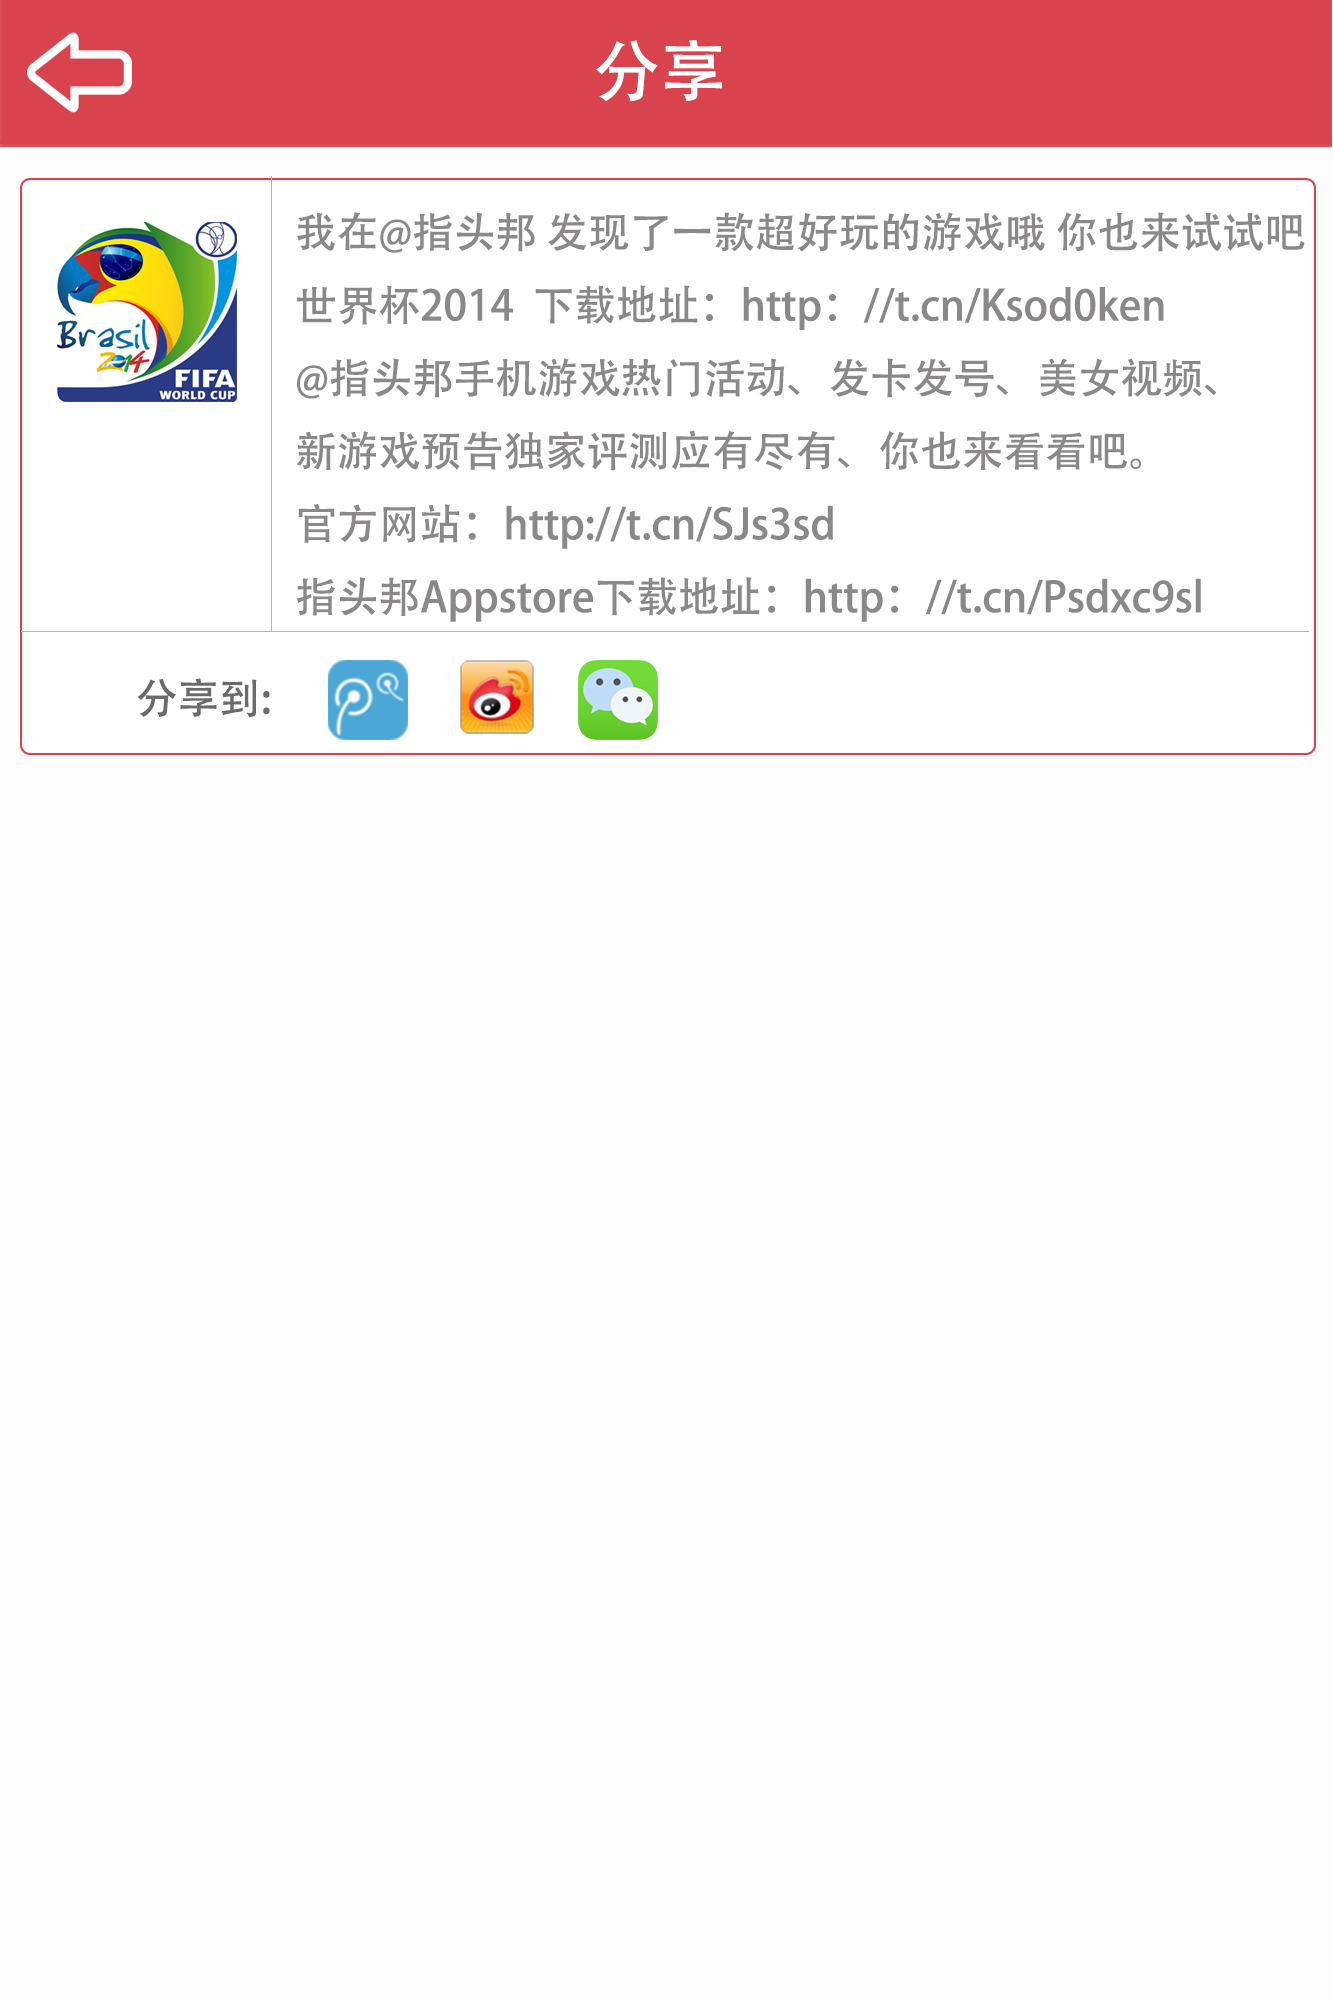 分享
我在@指头邦 发现了一款超好玩的游戏哦 你也来试试吧
世界杯2014 下载地址：http：//t.cn/Ksod0ken
@指头邦手机游戏热门活动、发卡发号、美女视频、
新游戏预告独家评测应有尽有、你也来看看吧。
官方网站：http://t.cn/SJs3sd
指头邦Appstore下载地址：http：//t.cn/Psdxc9sl
Brasil
2014
FIFA
WORLD CUP
分享到: